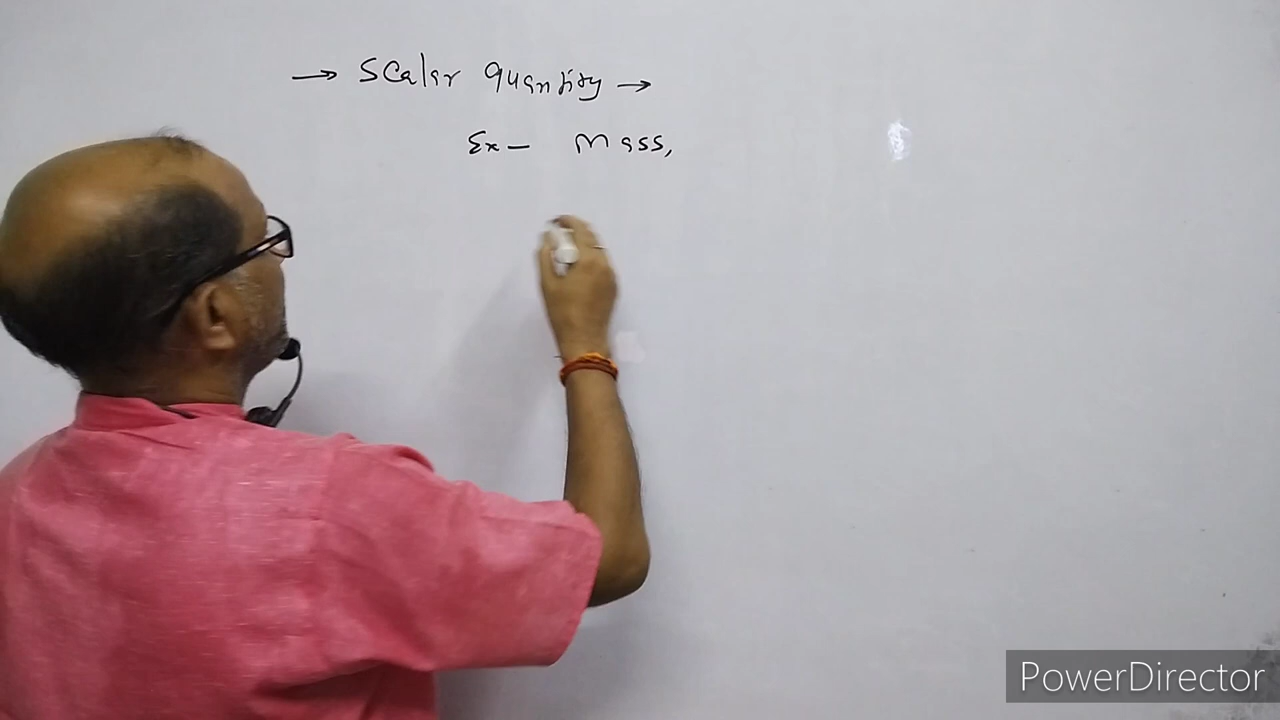 → Scalar quantity →
Ex— Mass,
PowerDirector